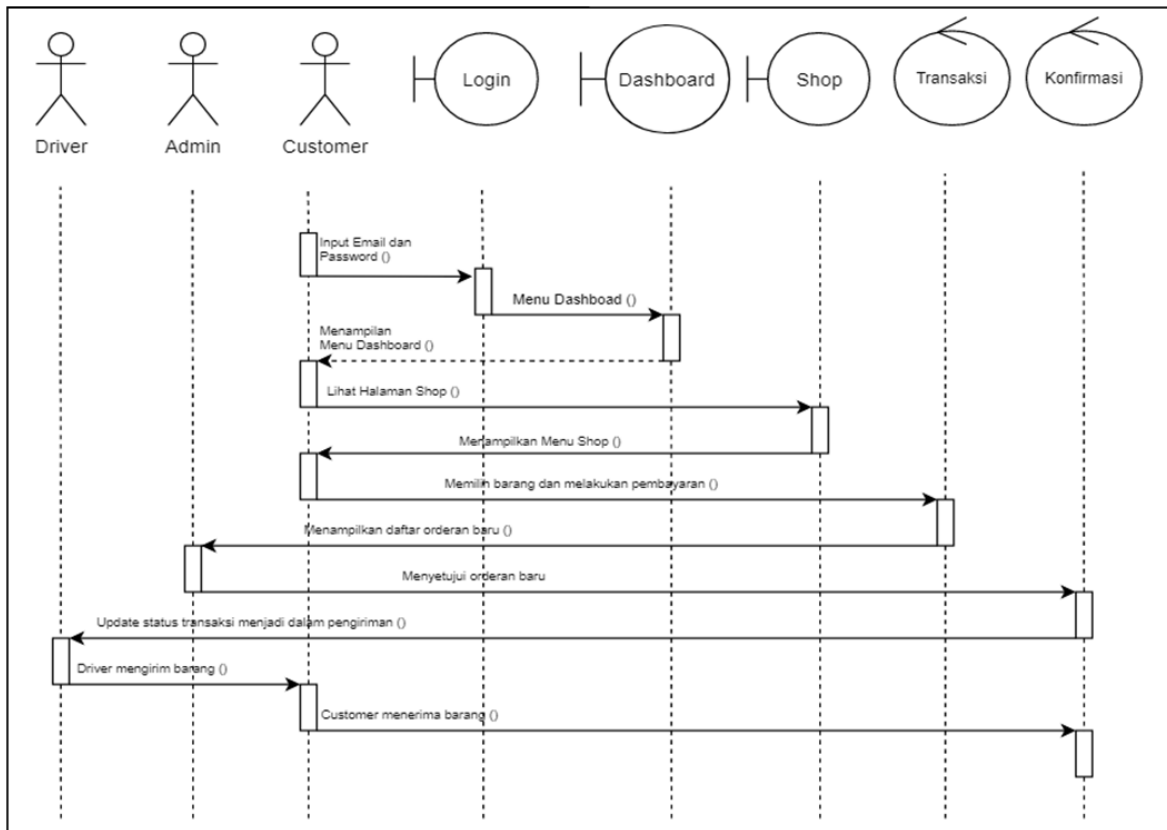 Driver
Admin
Customer
Login
Dashboard
Shop
Transaksi
Konfirmasi
Input Email dan
Password ()
Menu Dashboad ()
Menampilan
Menu Dashboard ()
Lihat Halaman Shop ()
Menampilkan Menu Shop ()
Memilih barang dan melakukan pembayaran ()
Menampilkan daftar orderan baru ()
Menyetujui orderan baru
Update status transaksi menjadi dalam pengiriman ()
Driver mengirim barang ()
Customer menerima barang ()